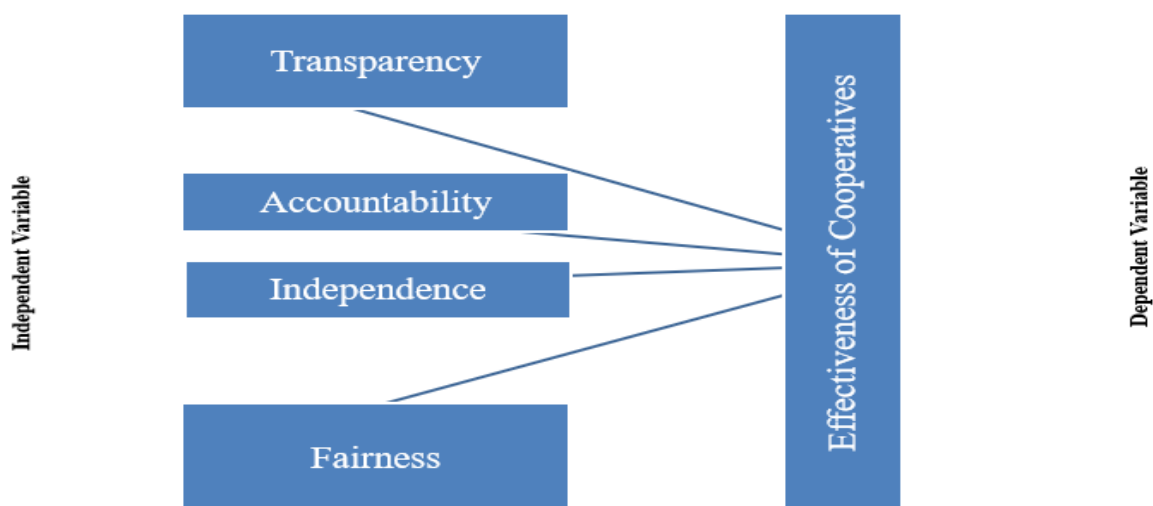 Independent Variable
Transparency
Accountability
Independence
Fairness
Effectiveness of Cooperatives
Dependent Variable